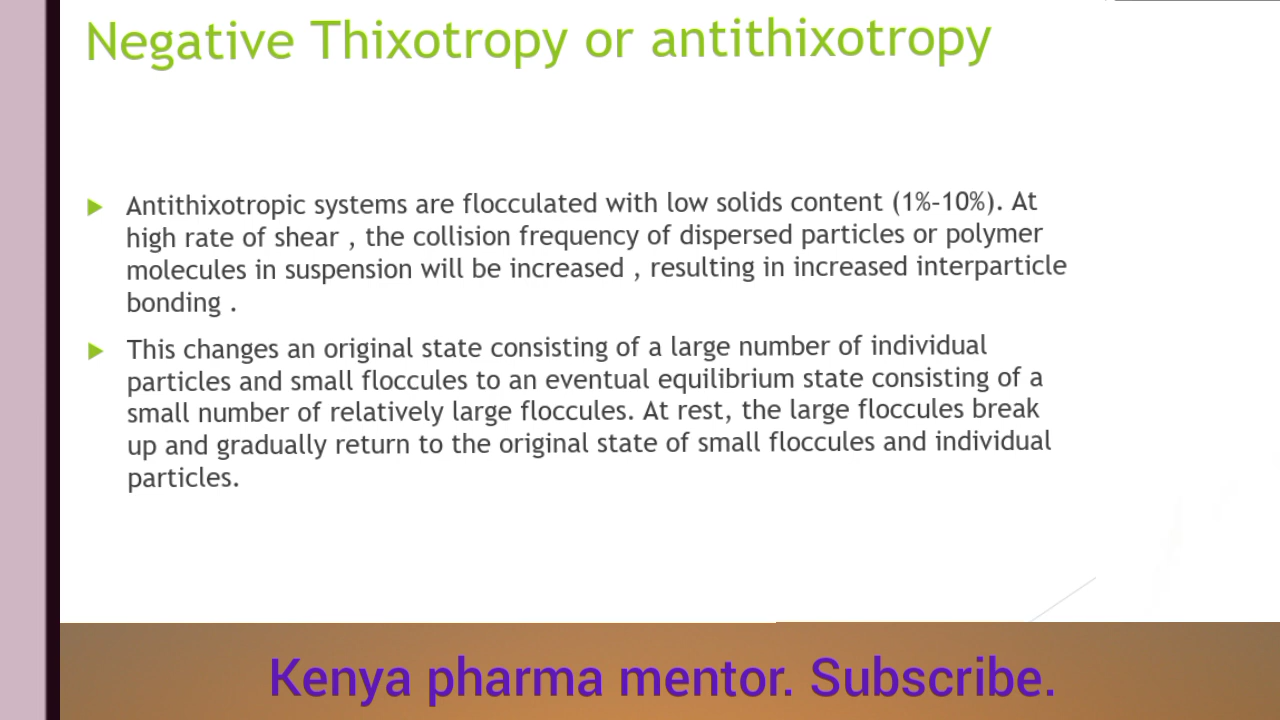 Negative Thixotropy or antithixotropy
Antithixotropic systems are flocculated with low solids content (1%-10%). At
high rate of shear , the collision frequency of dispersed particles or polymer
molecules in suspension will be increased , resulting in increased interparticle
bonding .
This changes an original state consisting of a large number of individual
particles and small floccules to an eventual equilibrium state consisting of a
small number of relatively large floccules. At rest, the large floccules break
up and gradually return to the original state of small floccules and individual
particles.
Kenya pharma mentor. Subscribe.